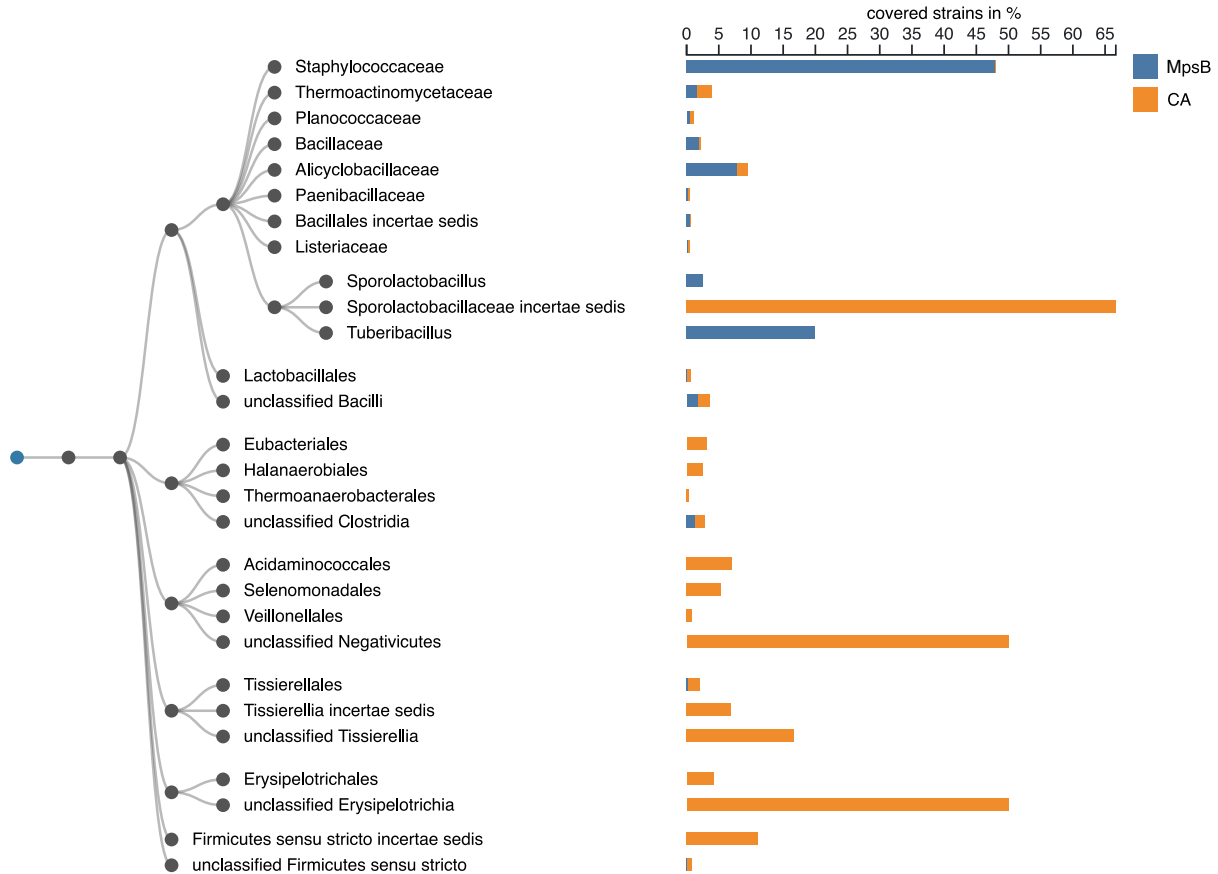 covered strains in %
0 5 10 15 20 25 30 35 40 45 50 55 60 65
MpsB
CA
Staphylococcaceae
Thermoactinomycetaceae
Planococcaceae
Bacillaceae
Alicyclobacillaceae
Paenibacillaceae
Bacillales incertae sedis
Listeriaceae
Sporolactobacillus
Sporolactobacillaceae incertae sedis
Tuberibacillus
Lactobacillales
unclassified Bacilli
Eubacteriales
Halanaerobiales
Thermoanaerobacterales
unclassified Clostridia
Acidaminococcales
Selenomonadales
Veillonellales
unclassified Negativicutes
Tissierellales
Tissierellia incertae sedis
unclassified Tissierellia
Erysipelotrichales
unclassified Erysipelotrichia
Firmicutes sensu stricto incertae sedis
unclassified Firmicutes sensu stricto